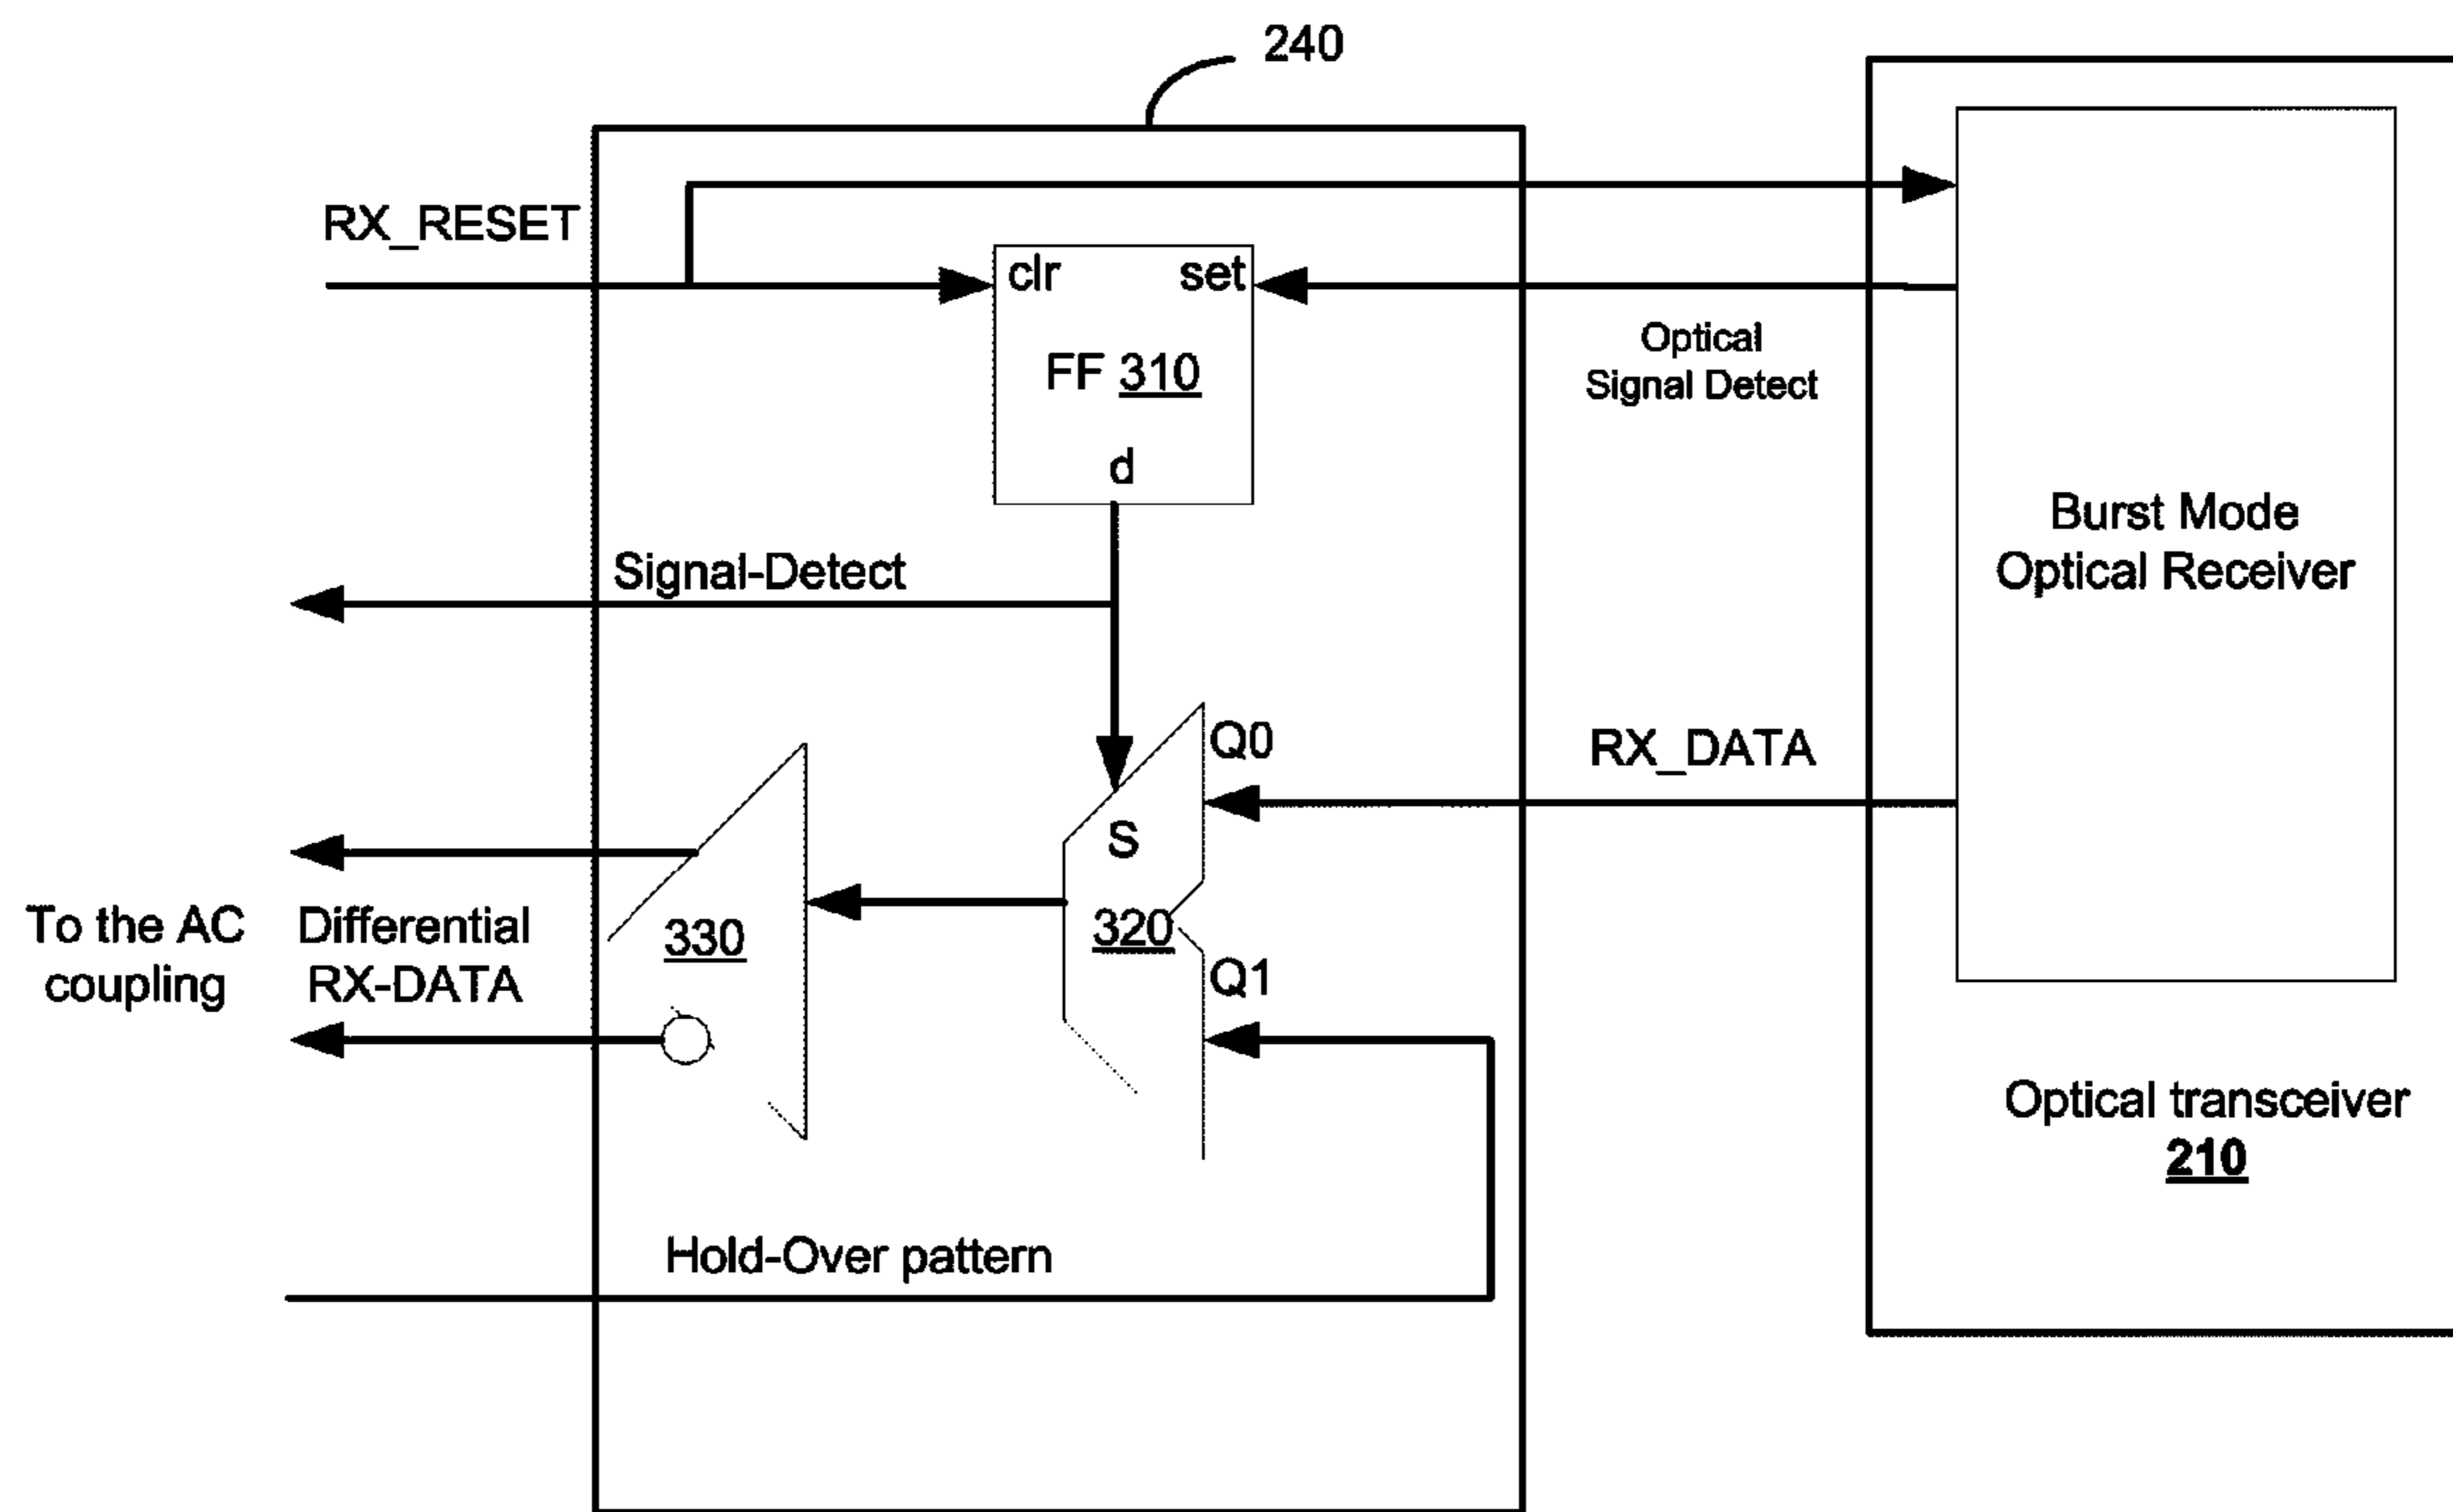 240
RX_RESET
clr
set
FF 310
d
Optical
Signal Detect
Burst Mode
Optical Receiver
Signal-Detect
Q0
RX_DATA
S
320
Q1
330
To the AC
coupling
Differential
RX-DATA
Optical transceiver
210
Hold-Over pattern